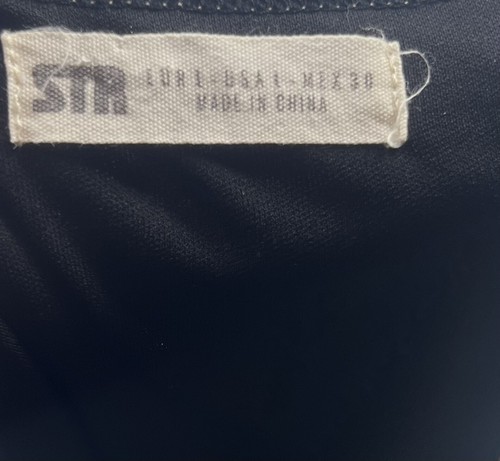 STR
EUR L - USA L - MEX 30
MADE IN CHINA